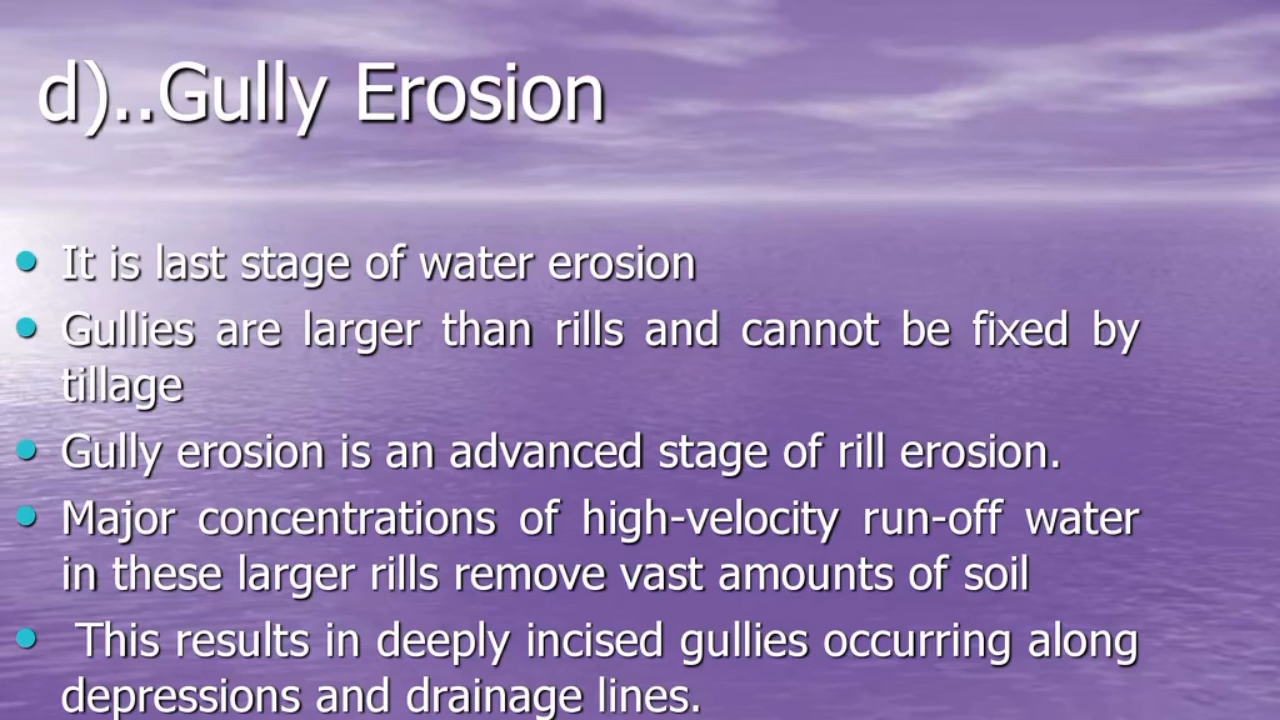 d)..Gully Erosion
• It is last stage of water erosion
• Gullies are larger than rills and cannot be fixed by
tillage
• Gully erosion is an advanced stage of rill erosion.
• Major concentrations of high-velocity run-off water
in these larger rills remove vast amounts of soil
• This results in deeply incised gullies occurring along
depressions and drainage lines.